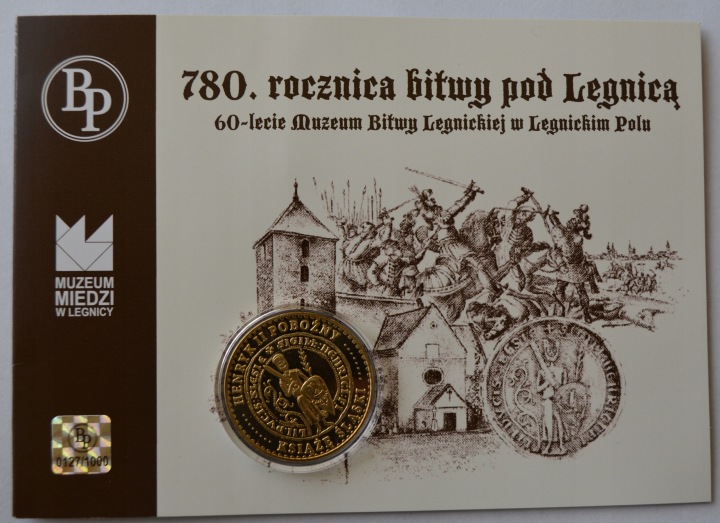 BP
780. rocznica bitwy pod Legnicą
60-lecie Muzeum Bitwy Legnickiej w Legnickim Polu
MUZEUM
MIEDZI
W LEGNICY
HENRYK II POBOŻNY
KSIĄŻĘ ŚLĄSKI
BP
0127/1000